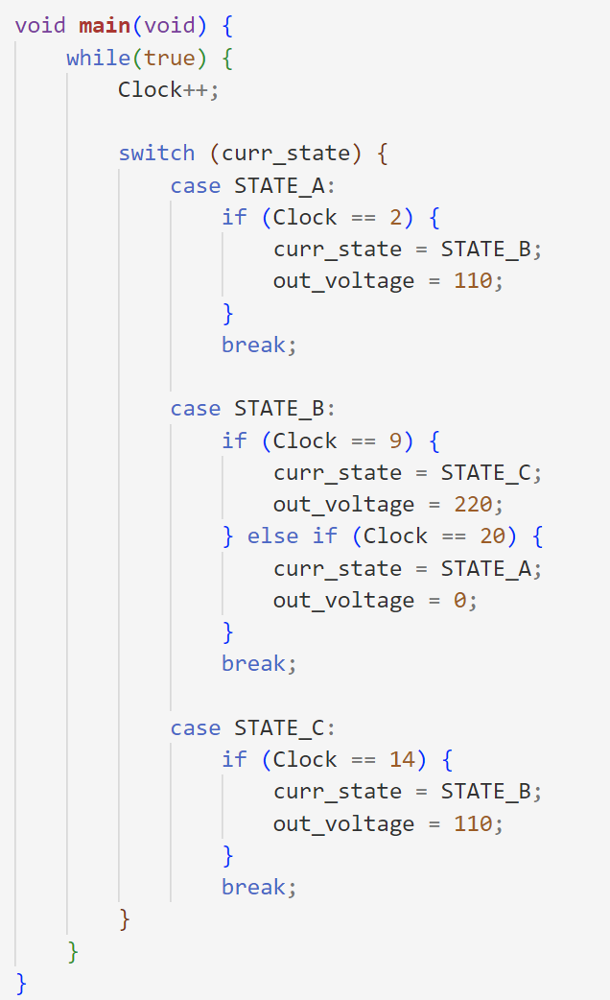 void main(void) {
    while(true) {
        Clock++;

        switch (curr_state) {
            case STATE_A:
                if (Clock == 2) {
                    curr_state = STATE_B;
                    out_voltage = 110;
                }
                break;

            case STATE_B:
                if (Clock == 9) {
                    curr_state = STATE_C;
                    out_voltage = 220;
                } else if (Clock == 20) {
                    curr_state = STATE_A;
                    out_voltage = 0;
                }
                break;

            case STATE_C:
                if (Clock == 14) {
                    curr_state = STATE_B;
                    out_voltage = 110;
                }
                break;
        }
    }
}